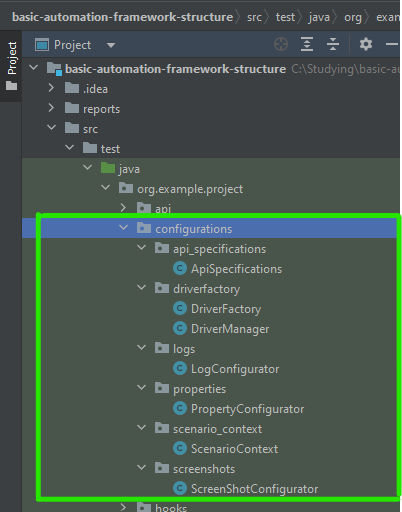 basic-automation-framework-structure > src > test > java > org > exam
Project
Project
basic-automation-framework-structure C:\Studying\basic-au
.idea
reports
src
test
java
org.example.project
api
configurations
api_specifications
C ApiSpecifications
driverfactory
C DriverFactory
C DriverManager
logs
C LogConfigurator
properties
C PropertyConfigurator
scenario_context
C ScenarioContext
screenshots
C ScreenShotConfigurator
hooks